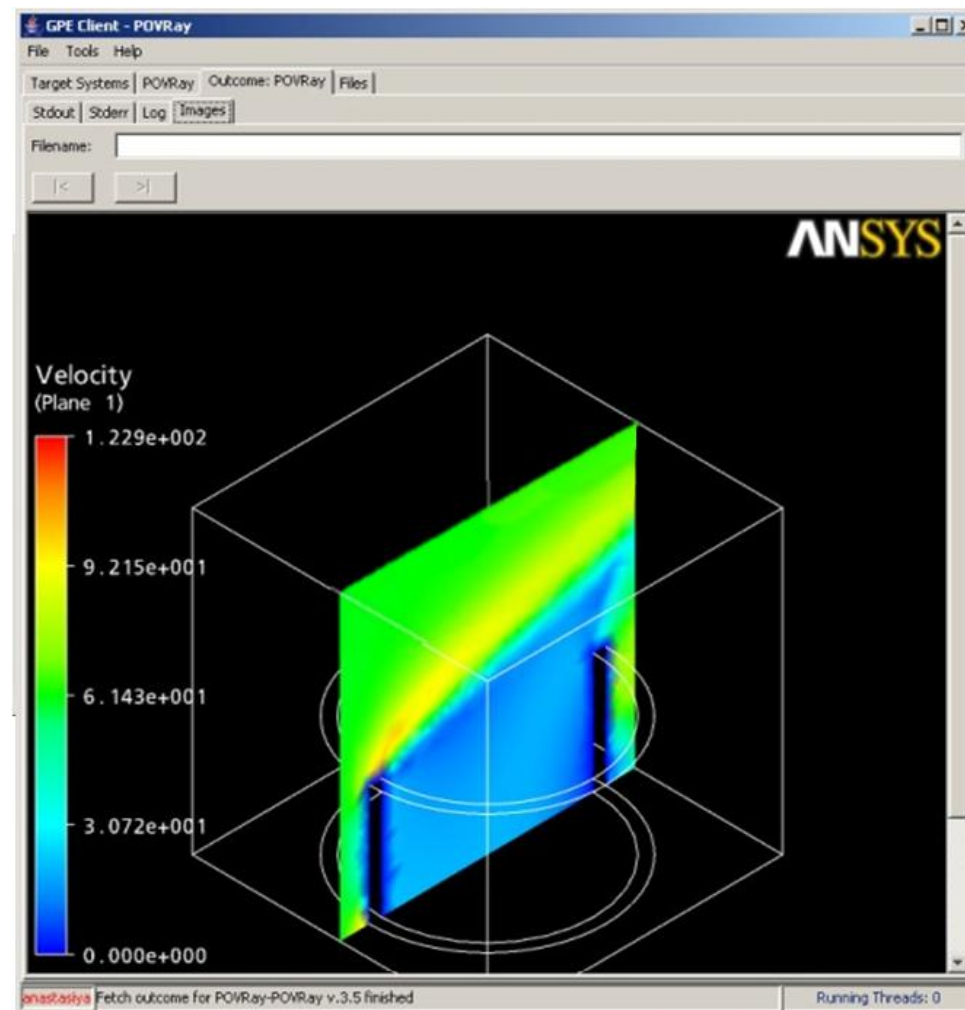 GPE Client - POVRay
File Tools Help
Target Systems POVRay Outcome: POVRay Files
Stdout Stderr Log Images
Filename:
|< >|
ANSYS
Velocity
(Plane 1)
1.229e+002
9.215e+001
6.143e+001
3.072e+001
0.000e+000
anastasiya Fetch outcome for POVRay-POVRay v.3.5 finished Running Threads: 0